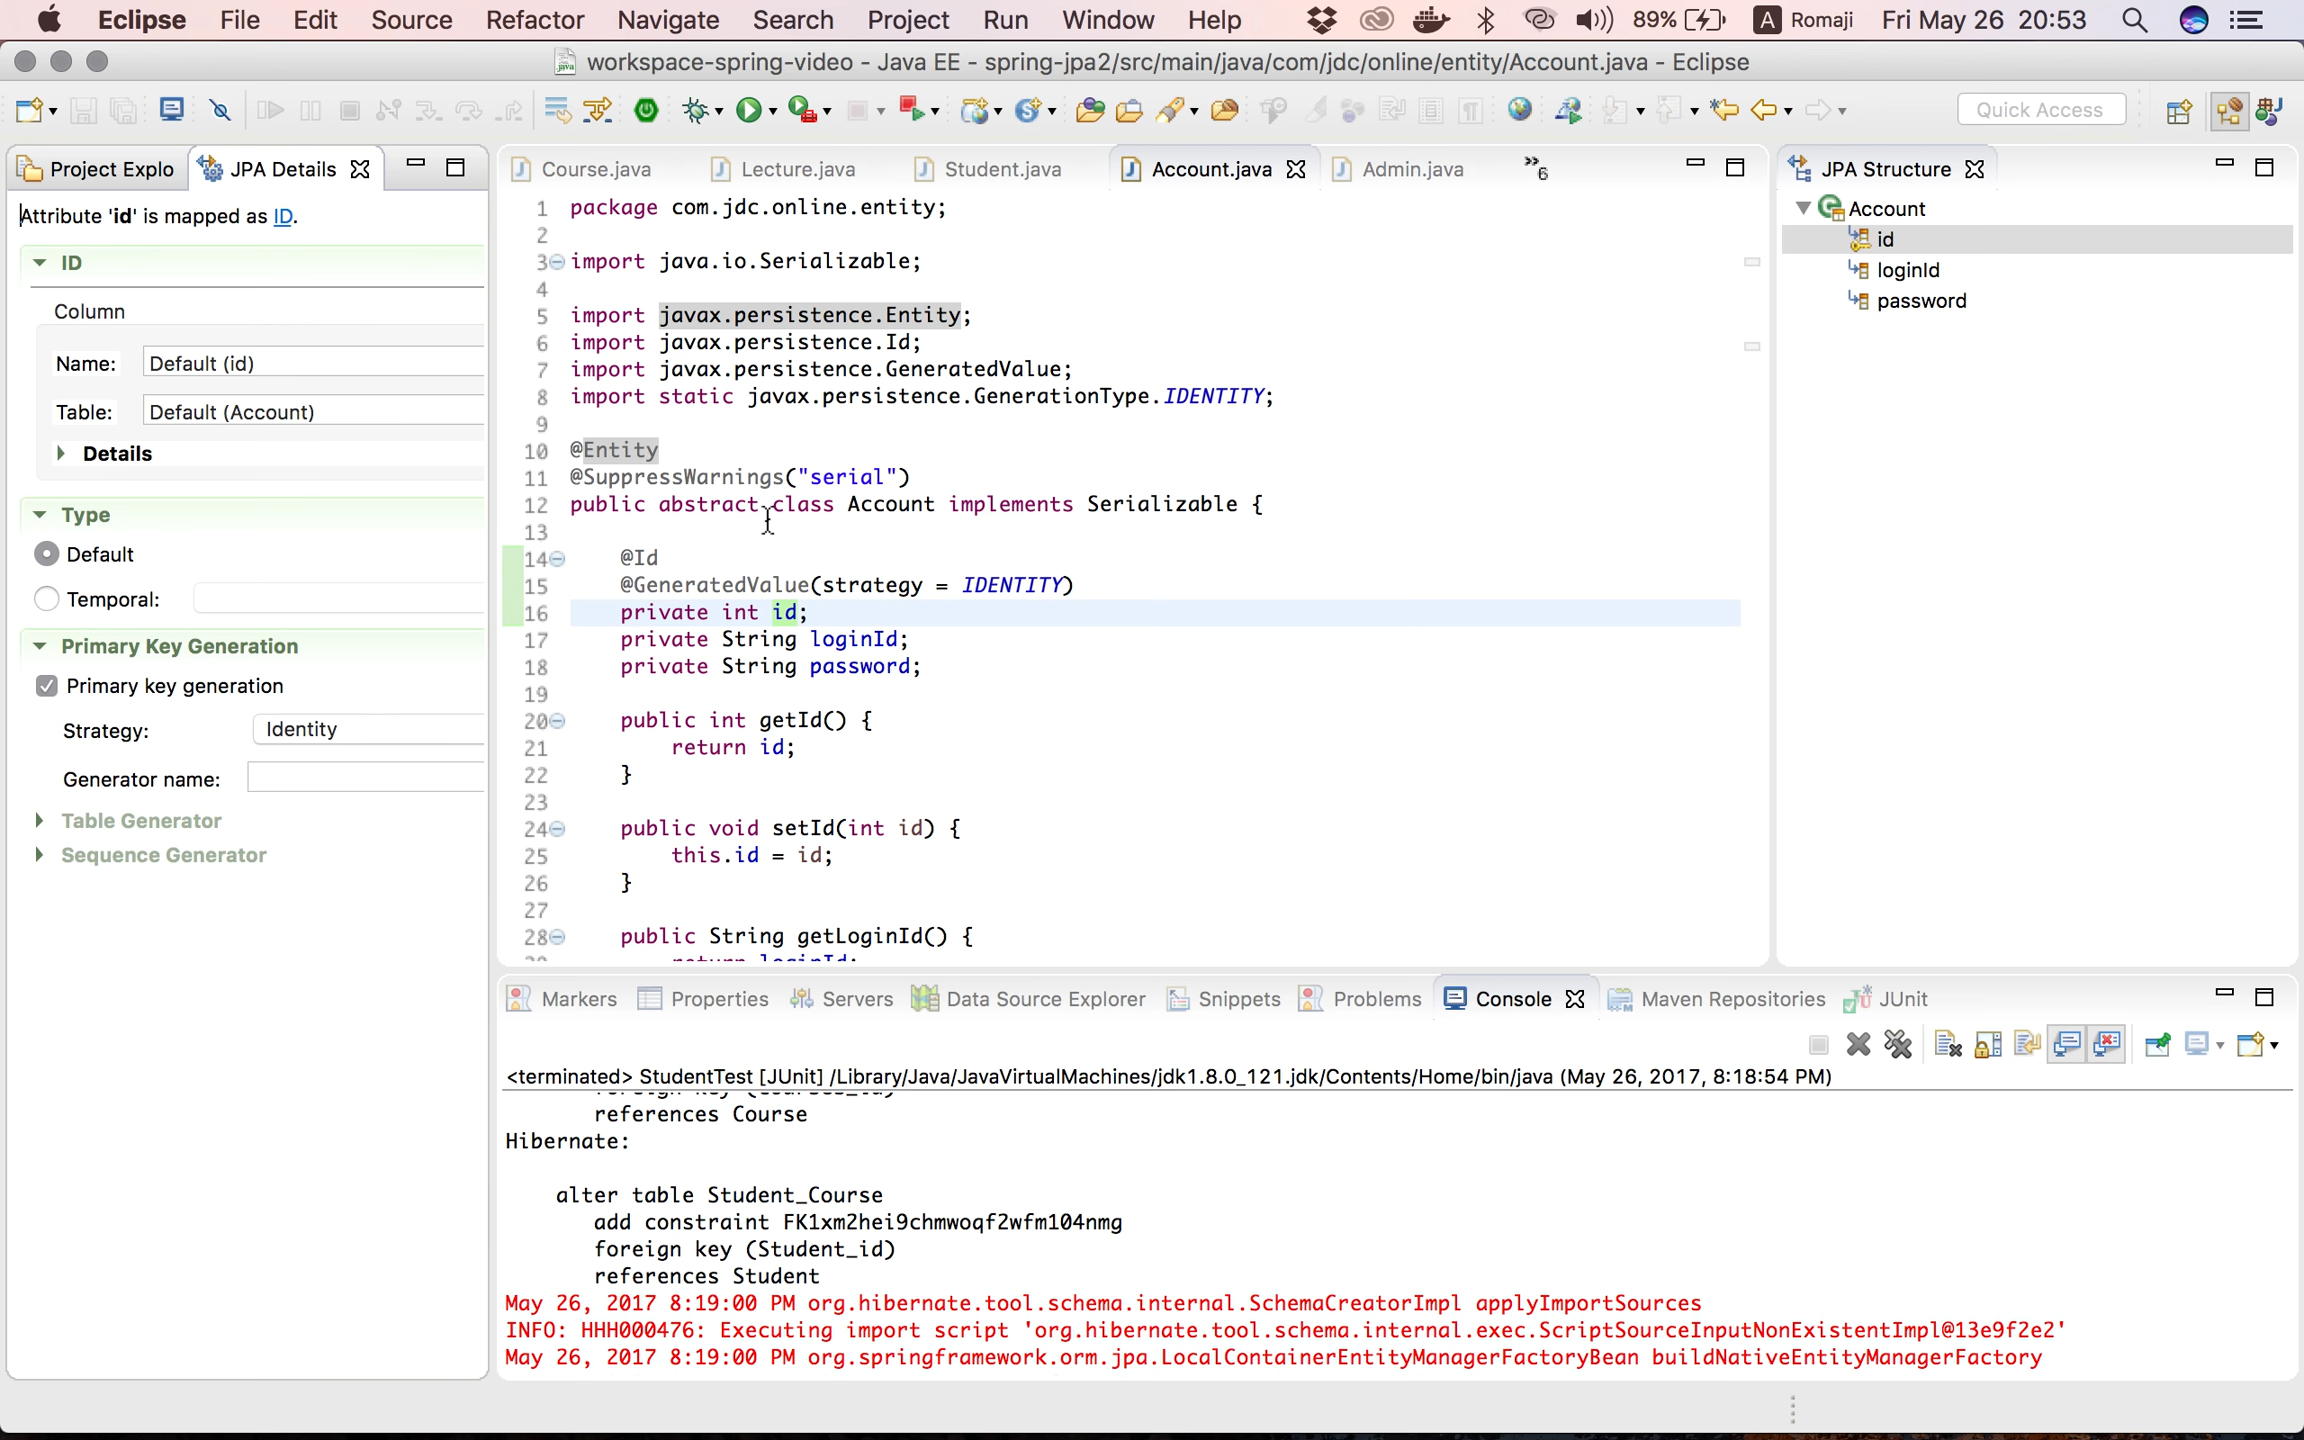 Eclipse File Edit Source Refactor Navigate Search Project Run Window Help 89% A Romaji Fri May 26 20:53
workspace-spring-video - Java EE - spring-jpa2/src/main/java/com/jdc/online/entity/Account.java - Eclipse
Quick Access
Project Explo JPA Details
Attribute 'id' is mapped as ID.
ID
Column
Name: Default (id)
Table: Default (Account)
Details
Type
Default
Temporal:
Primary Key Generation
Primary key generation
Strategy: Identity
Generator name:
Table Generator
Sequence Generator
Course.java Lecture.java Student.java Account.java Admin.java »6
1 package com.jdc.online.entity;
2
3 import java.io.Serializable;
4
5 import javax.persistence.Entity;
6 import javax.persistence.Id;
7 import javax.persistence.GeneratedValue;
8 import static javax.persistence.GenerationType.IDENTITY;
9
10 @Entity
11 @SuppressWarnings("serial")
12 public abstract class Account implements Serializable {
13
14 @Id
15 @GeneratedValue(strategy = IDENTITY)
16 private int id;
17 private String loginId;
18 private String password;
19
20 public int getId() {
21 return id;
22 }
23
24 public void setId(int id) {
25 this.id = id;
26 }
27
28 public String getLoginId() {
return loginId;
JPA Structure
Account
id
loginId
password
Markers Properties Servers Data Source Explorer Snippets Problems Console Maven Repositories JUnit
<terminated> StudentTest [JUnit] /Library/Java/JavaVirtualMachines/jdk1.8.0_121.jdk/Contents/Home/bin/java (May 26, 2017, 8:18:54 PM)
foreign key (courses_id)
references Course
Hibernate:
alter table Student_Course
add constraint FK1xm2hei9chmwoqf2wfm104nmg
foreign key (Student_id)
references Student
May 26, 2017 8:19:00 PM org.hibernate.tool.schema.internal.SchemaCreatorImpl applyImportSources
INFO: HHH000476: Executing import script 'org.hibernate.tool.schema.internal.exec.ScriptSourceInputNonExistentImpl@13e9f2e2'
May 26, 2017 8:19:00 PM org.springframework.orm.jpa.LocalContainerEntityManagerFactoryBean buildNativeEntityManagerFactory